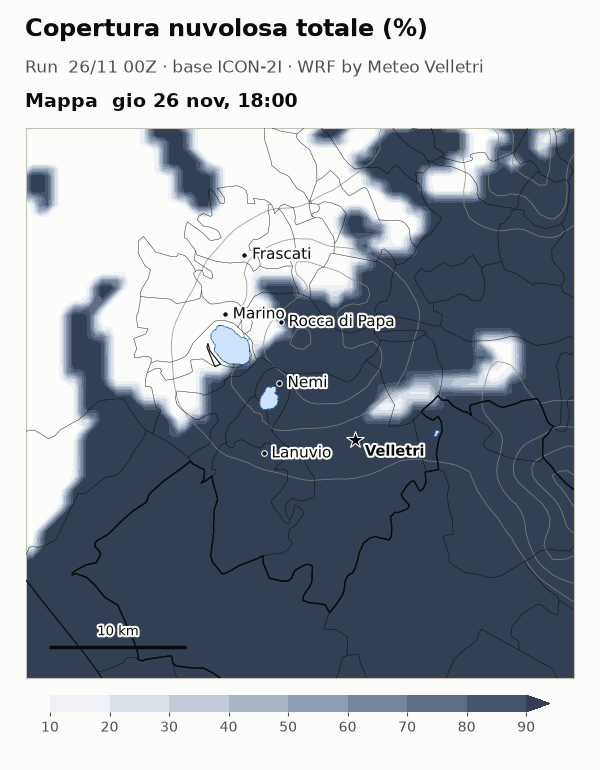 Copertura nuvolosa totale (%)
Run  26/11 00Z · base ICON-2I · WRF by Meteo Velletri
Mappa  gio 26 nov, 18:00
Frascati
Marino
Rocca di Papa
Nemi
Velletri
Lanuvio
10 km
10 20 30 40 50 60 70 80 90